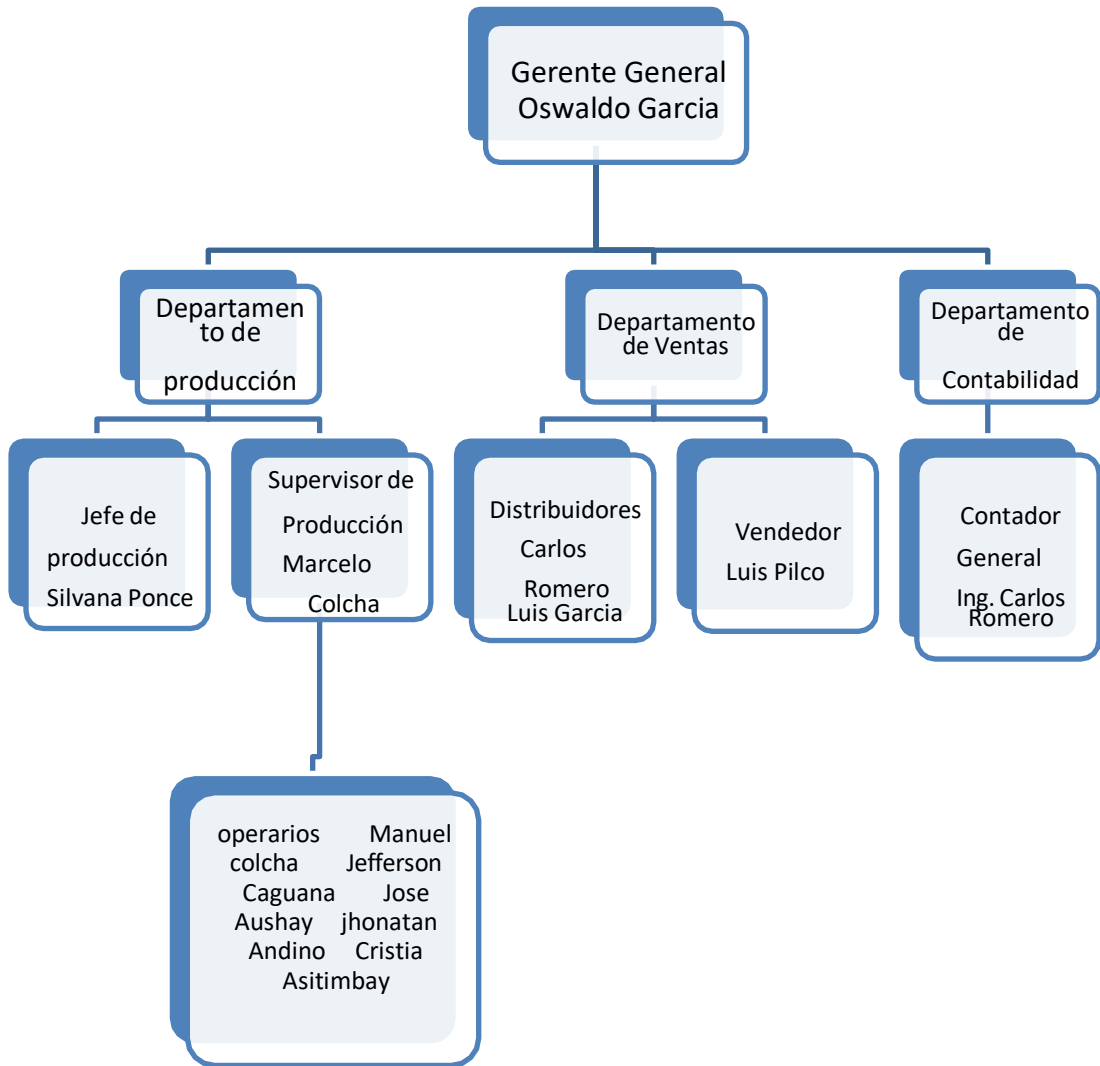 Gerente General
Oswaldo Garcia
Departamen
to de
producción
Departamento
de Ventas
Departamento
de
Contabilidad
Jefe de
producción
Silvana Ponce
Supervisor de
Producción
Marcelo
Colcha
Distribuidores
Carlos
Romero
Luis Garcia
Vendedor
Luis Pilco
Contador
General
Ing. Carlos
Romero
operarios Manuel
colcha Jefferson
Caguana Jose
Aushay jhonatan
Andino Cristia
Asitimbay